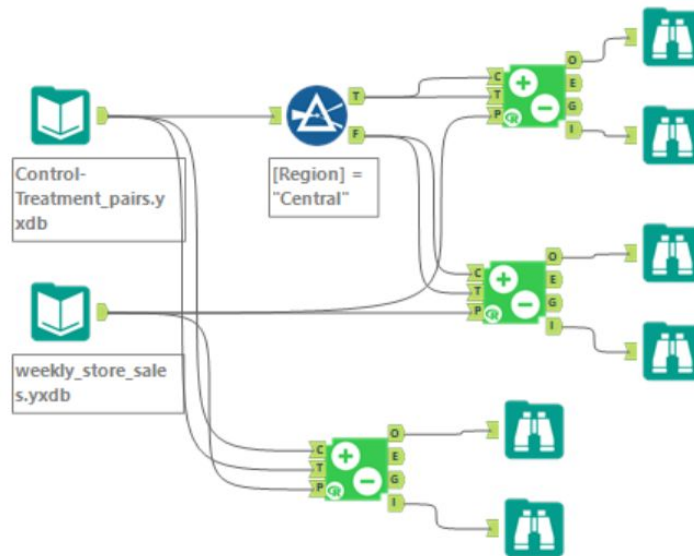 O
C
E
T
G
P
R
I
T
F
Control-
Treatment_pairs.y
xdb
[Region] =
"Central"
O
C
E
T
G
P
R
I
weekly_store_sale
s.yxdb
O
C
E
T
G
P
R
I